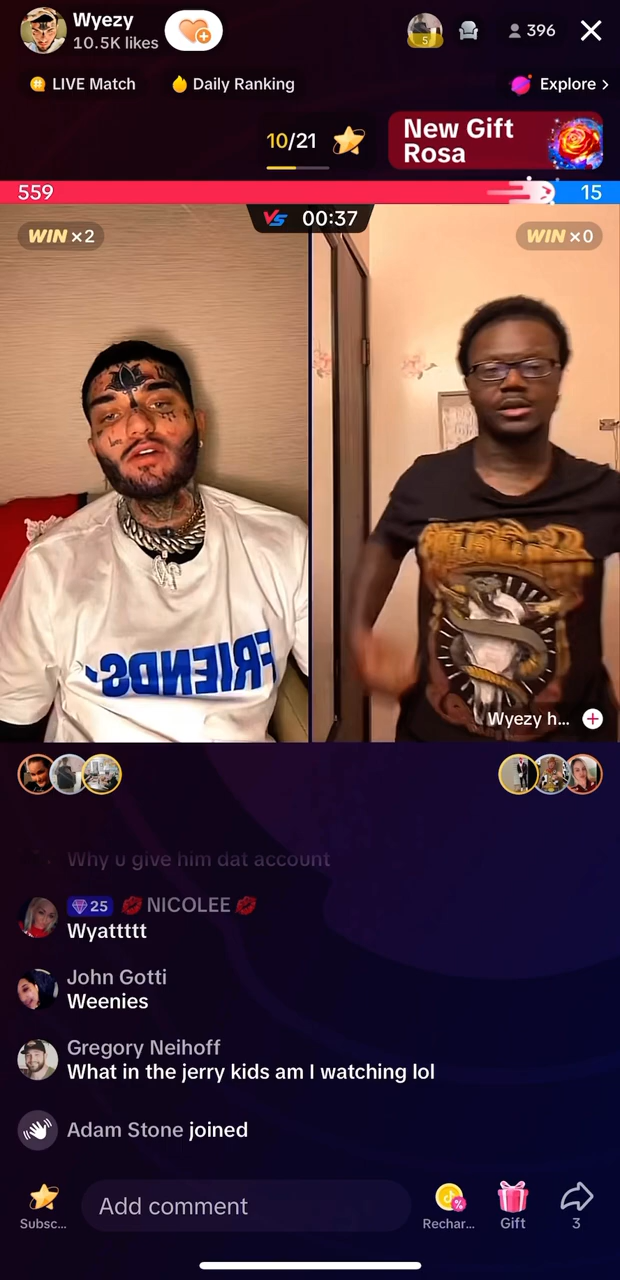 Wyezy
10.5K likes
5
396
LIVE Match
Daily Ranking
Explore >
10/21
New Gift
Rosa
559
15
VS 00:37
WIN ×2
WIN ×0
FRIENDS
Wyezy h...
Why u give him dat account
25 💋 NICOLEE 💋
Wyattttt
John Gotti
Weenies
Gregory Neihoff
What in the jerry kids am I watching lol
Adam Stone joined
Add comment
Subsc...
Rechar...
Gift
3